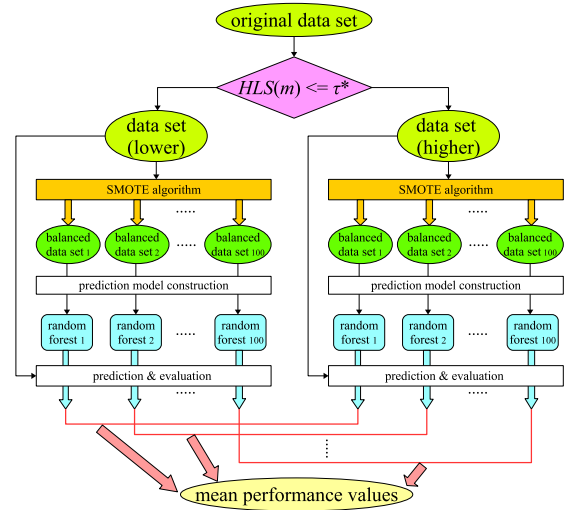 original data set
HLS(m) <= τ*
data set
(lower)
data set
(higher)
SMOTE algorithm
SMOTE algorithm
.....
.....
balanced
data set 1
balanced
data set 2
.....
balanced
data set 100
balanced
data set 1
balanced
data set 2
.....
balanced
data set 100
prediction model construction
prediction model construction
random
forest 1
random
forest 2
.....
random
forest 100
random
forest 1
random
forest 2
.....
random
forest 100
prediction & evaluation
prediction & evaluation
.....
.....
.....
mean performance values